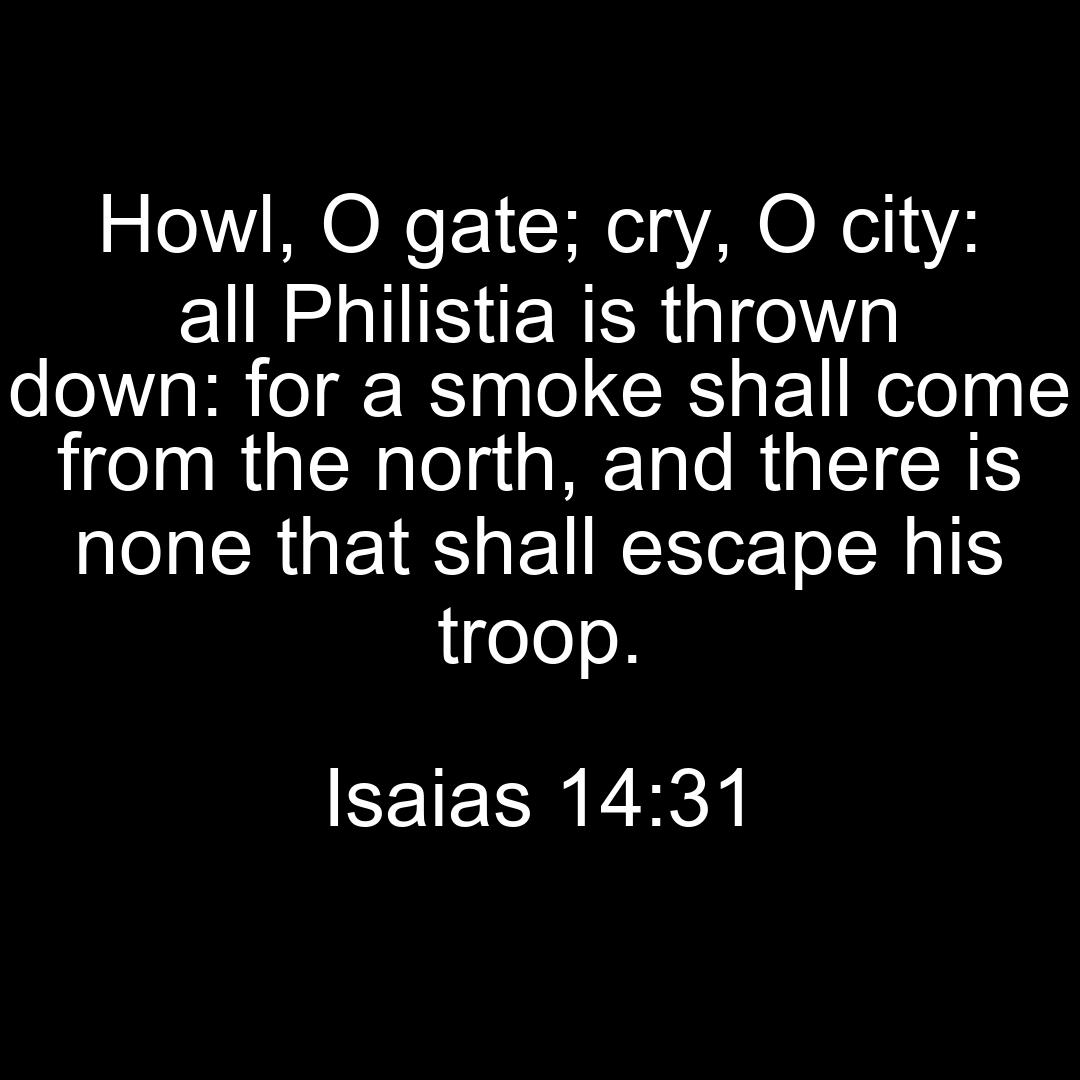 Howl, O gate; cry, O city:
all Philistia is thrown
down: for a smoke shall come
from the north, and there is
none that shall escape his
troop.
Isaias 14:31